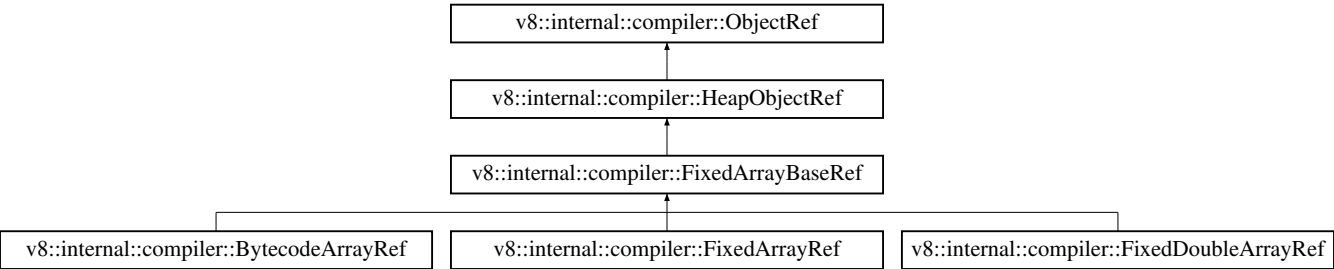 v8::internal::compiler::ObjectRef
v8::internal::compiler::HeapObjectRef
v8::internal::compiler::FixedArrayBaseRef
v8::internal::compiler::BytecodeArrayRef
v8::internal::compiler::FixedArrayRef
v8::internal::compiler::FixedDoubleArrayRef